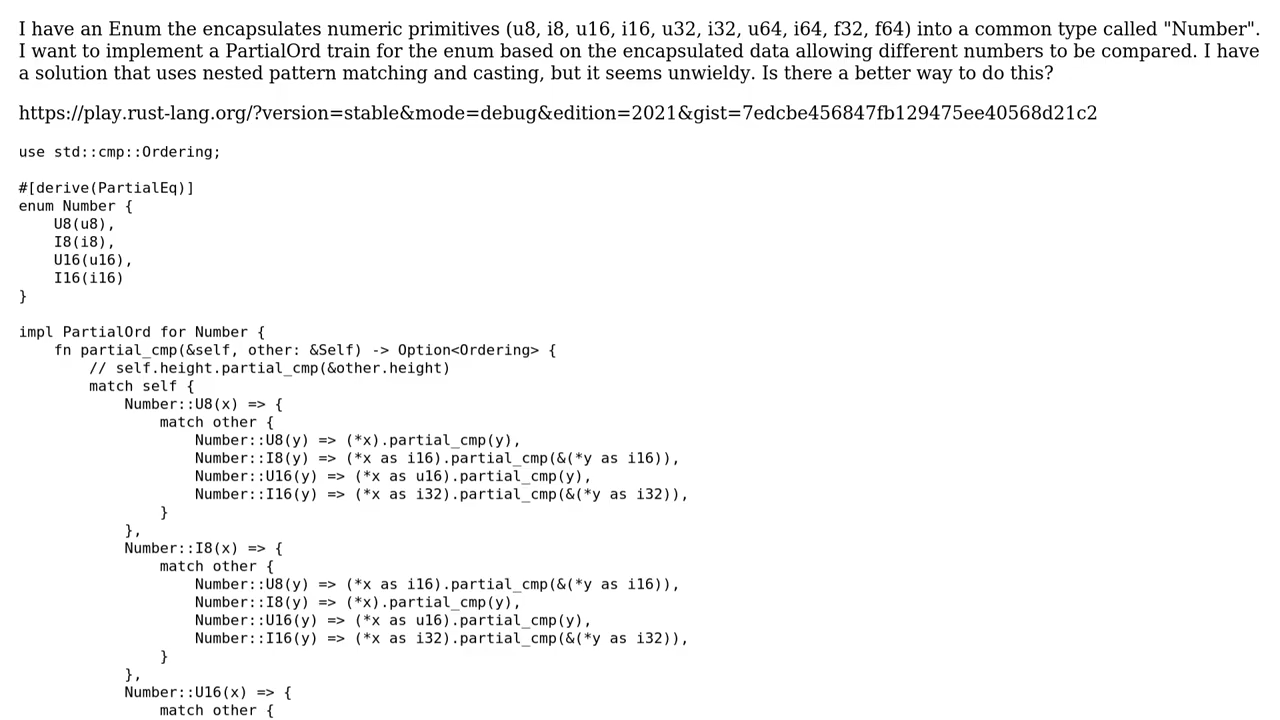 I have an Enum the encapsulates numeric primitives (u8, i8, u16, i16, u32, i32, u64, i64, f32, f64) into a common type called "Number".
I want to implement a PartialOrd train for the enum based on the encapsulated data allowing different numbers to be compared. I have
a solution that uses nested pattern matching and casting, but it seems unwieldy. Is there a better way to do this?
https://play.rust-lang.org/?version=stable&mode=debug&edition=2021&gist=7edcbe456847fb129475ee40568d21c2
use std::cmp::Ordering;
#[derive(PartialEq)]
enum Number {
    U8(u8),
    I8(i8),
    U16(u16),
    I16(i16)
}
impl PartialOrd for Number {
    fn partial_cmp(&self, other: &Self) -> Option<Ordering> {
        // self.height.partial_cmp(&other.height)
        match self {
            Number::U8(x) => {
                match other {
                    Number::U8(y) => (*x).partial_cmp(y),
                    Number::I8(y) => (*x as i16).partial_cmp(&(*y as i16)),
                    Number::U16(y) => (*x as u16).partial_cmp(y),
                    Number::I16(y) => (*x as i32).partial_cmp(&(*y as i32)),
                }
            },
            Number::I8(x) => {
                match other {
                    Number::U8(y) => (*x as i16).partial_cmp(&(*y as i16)),
                    Number::I8(y) => (*x).partial_cmp(y),
                    Number::U16(y) => (*x as u16).partial_cmp(y),
                    Number::I16(y) => (*x as i32).partial_cmp(&(*y as i32)),
                }
            },
            Number::U16(x) => {
                match other {